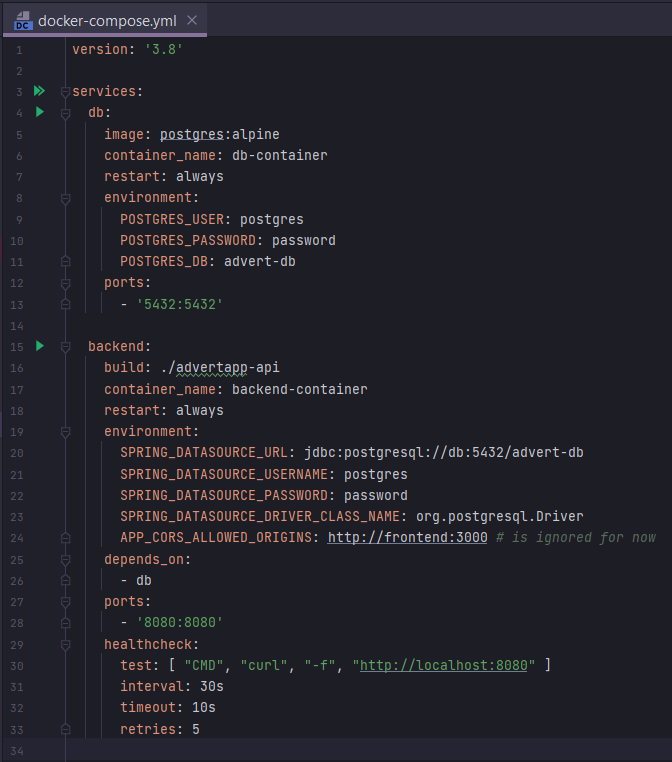 docker-compose.yml
1 version: '3.8'
2
3 services:
4   db:
5     image: postgres:alpine
6     container_name: db-container
7     restart: always
8     environment:
9       POSTGRES_USER: postgres
10       POSTGRES_PASSWORD: password
11       POSTGRES_DB: advert-db
12     ports:
13       - '5432:5432'
14
15   backend:
16     build: ./advertapp-api
17     container_name: backend-container
18     restart: always
19     environment:
20       SPRING_DATASOURCE_URL: jdbc:postgresql://db:5432/advert-db
21       SPRING_DATASOURCE_USERNAME: postgres
22       SPRING_DATASOURCE_PASSWORD: password
23       SPRING_DATASOURCE_DRIVER_CLASS_NAME: org.postgresql.Driver
24       APP_CORS_ALLOWED_ORIGINS: http://frontend:3000 # is ignored for now
25     depends_on:
26       - db
27     ports:
28       - '8080:8080'
29     healthcheck:
30       test: [ "CMD", "curl", "-f", "http://localhost:8080" ]
31       interval: 30s
32       timeout: 10s
33       retries: 5
34